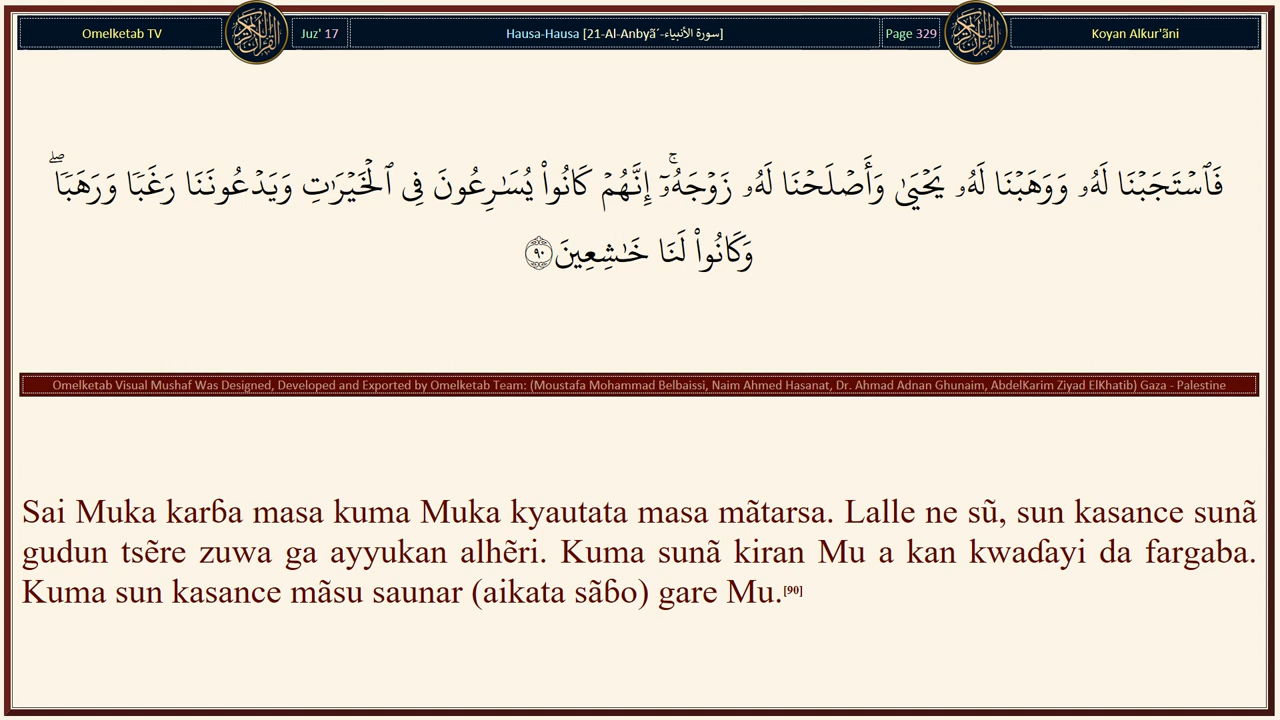 Omelketab TV
Juz' 17
Hausa-Hausa [21-Al-Anbyã´-سورة الأنبياء]
Page 329
Koyan Alkur'ãni
فَٱسۡتَجَبۡنَا لَهُۥ وَوَهَبۡنَا لَهُۥ يَحۡيَىٰ وَأَصۡلَحۡنَا لَهُۥ زَوۡجَهُۥٓۚ إِنَّهُمۡ كَانُواْ يُسَٰرِعُونَ فِي ٱلۡخَيۡرَٰتِ وَيَدۡعُونَنَا رَغَبٗا وَرَهَبٗاۖ
وَكَانُواْ لَنَا خَٰشِعِينَ ٩٠
Omelketab Visual Mushaf Was Designed, Developed and Exported by Omelketab Team: (Moustafa Mohammad Belbaissi, Naim Ahmed Hasanat, Dr. Ahmad Adnan Ghunaim, AbdelKarim Ziyad ElKhatib) Gaza - Palestine
Sai Muka karɓa masa kuma Muka kyautata masa mãtarsa. Lalle ne sũ, sun kasance sunã
gudun tsẽre zuwa ga ayyukan alhẽri. Kuma sunã kiran Mu a kan kwaɗayi da fargaba.
Kuma sun kasance mãsu saunar (aikata sãɓo) gare Mu.[90]